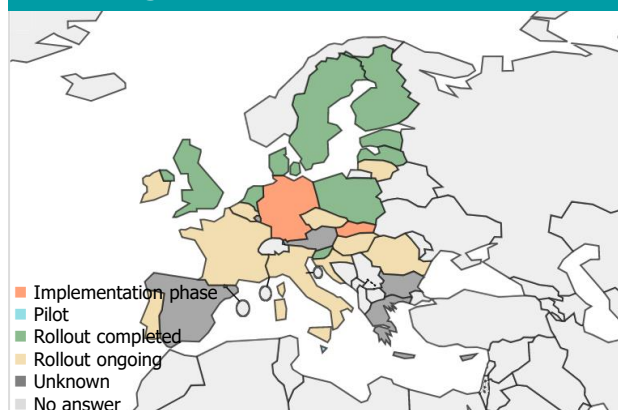 Implementation phase
Pilot
Rollout completed
Rollout ongoing
Unknown
No answer